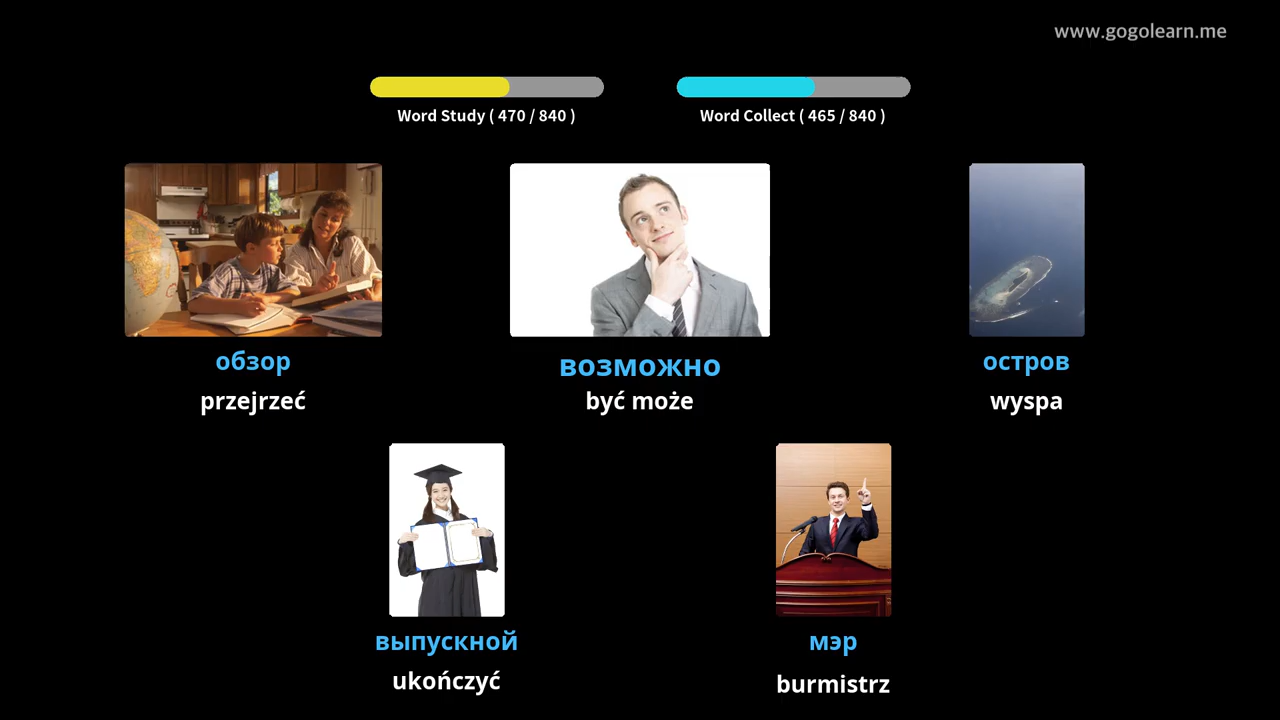 www.gogolearn.me
Word Study ( 470 / 840 )
Word Collect ( 465 / 840 )
обзор
возможно
остров
przejrzeć
być może
wyspa
выпускной
мэр
ukończyć
burmistrz